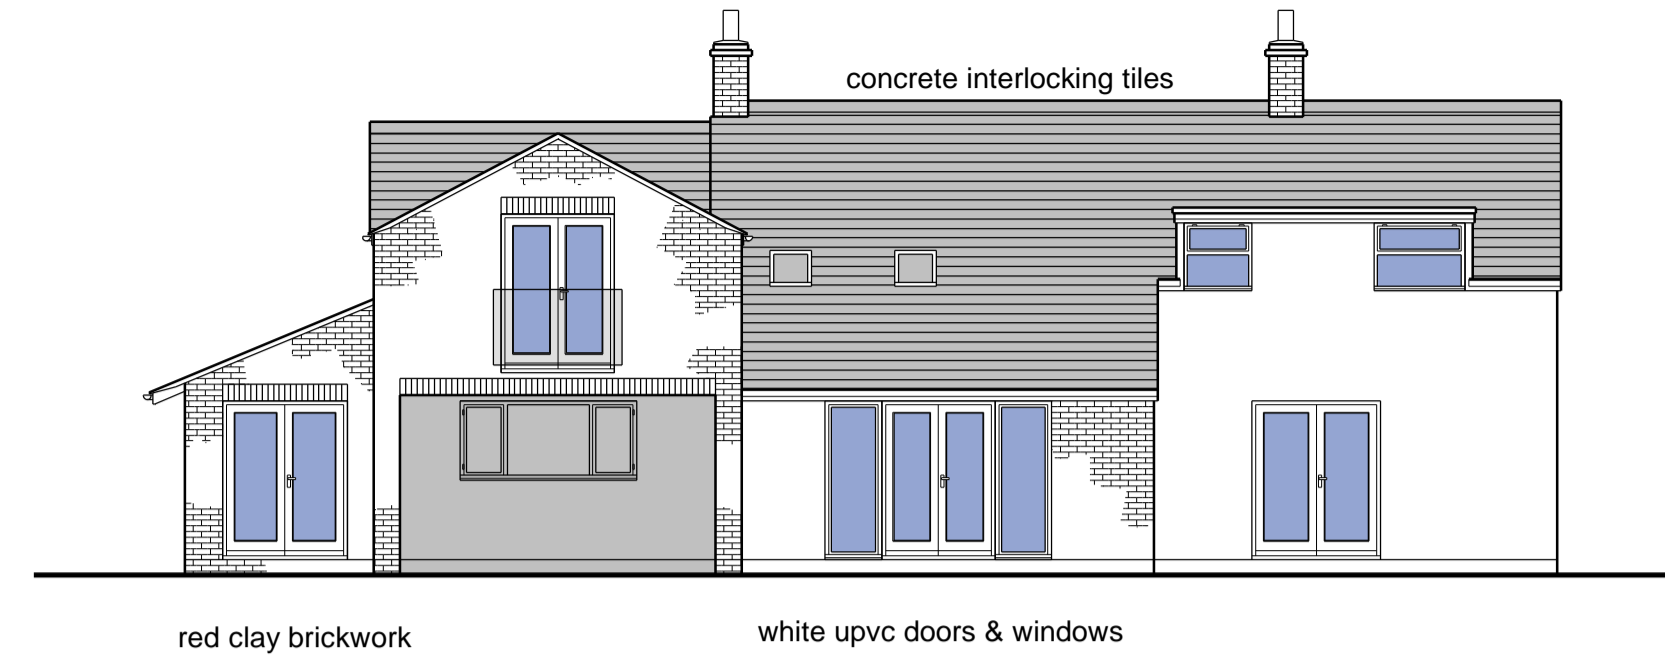 concrete interlocking tiles
red clay brickwork
white upvc doors & windows